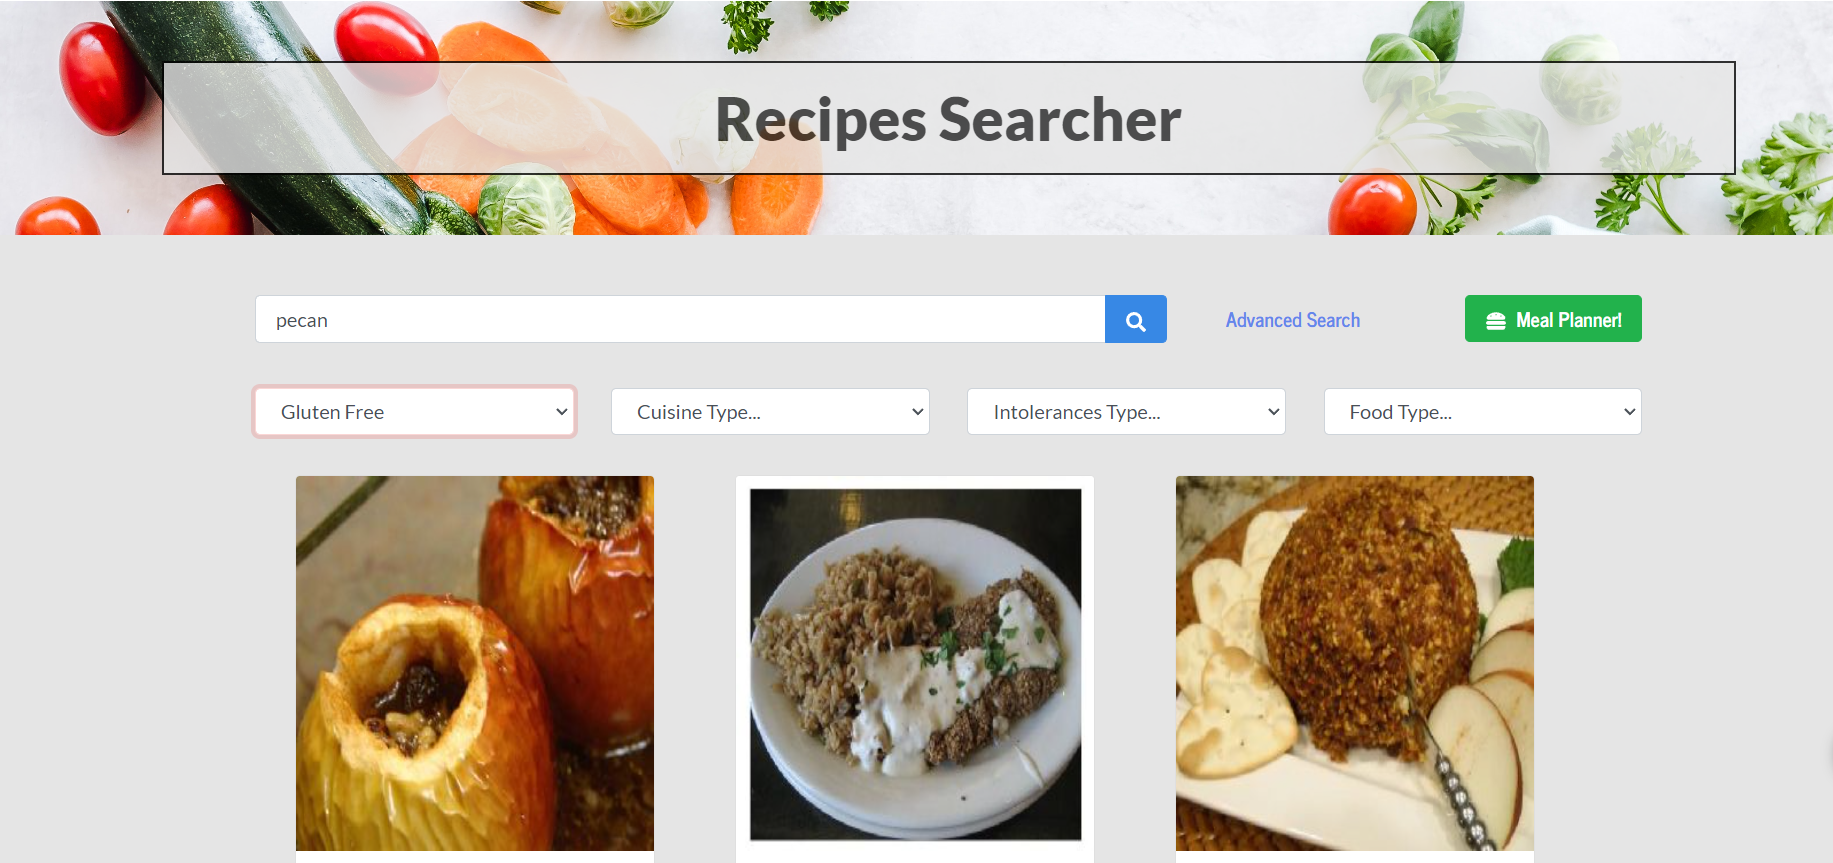 Recipes Searcher
pecan
Advanced Search
Meal Planner!
Gluten Free
Cuisine Type...
Intolerances Type...
Food Type...